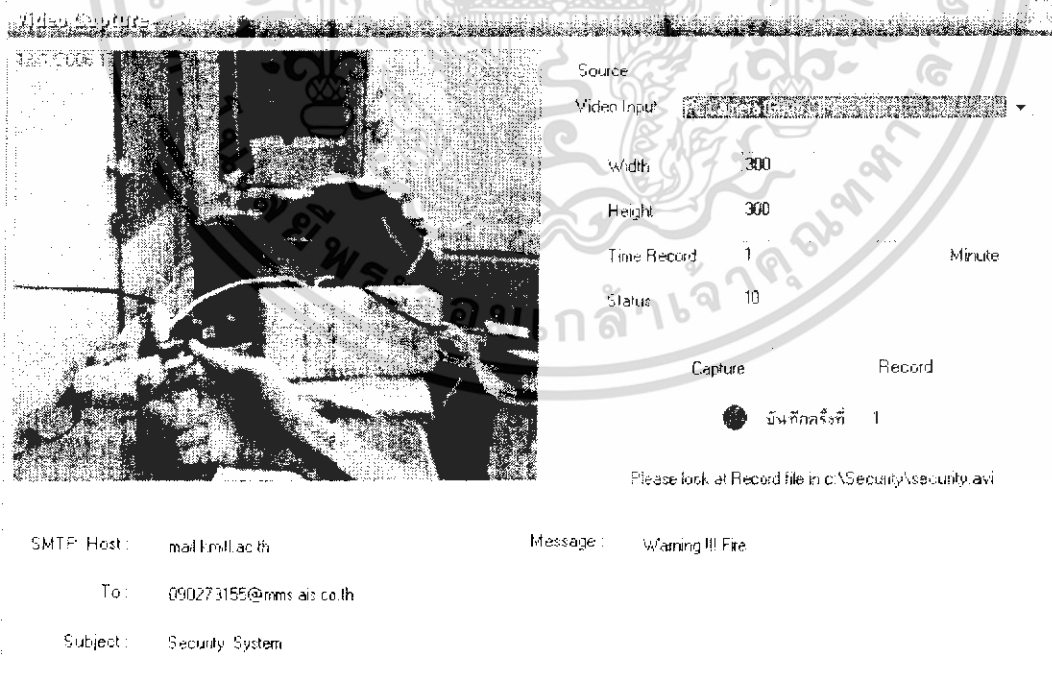 Video Capture
Source
Video Input
Width 300
Height 300
Time Record 1 Minute
Status 10
Capture Record
บันทึกครั้งที่ 1
Please look at Record file in c:\Security\security.avi
SMTP Host : mail.kmitl.ac.th
Message : Warning !!! Fire
To : 090273155@mms.ais.co.th
Subject : Security System